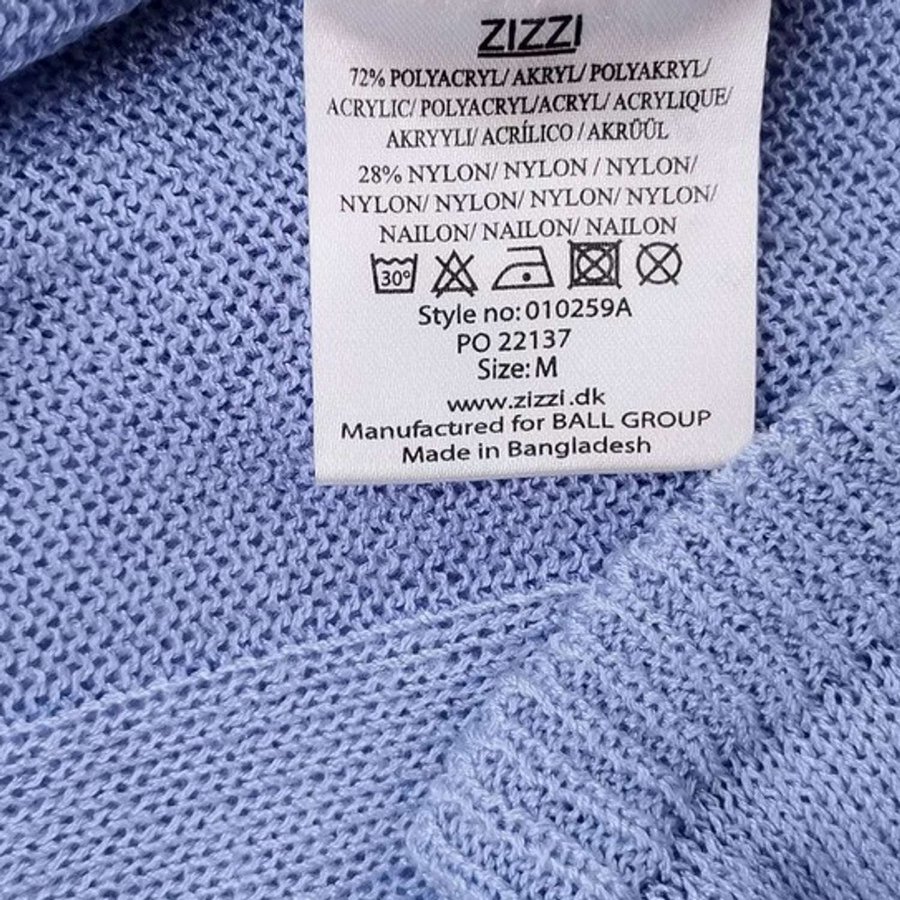 ZIZZI
72% POLYACRYL/ AKRYL/ POLYAKRYL/
ACRYLIC/ POLYACRYL/ACRYL/ ACRYLIQUE/
AKRYYLI/ ACRÍLICO / AKRÜÜL
28% NYLON/ NYLON / NYLON/
NYLON/ NYLON/ NYLON/ NYLON/
NAILON/ NAILON/ NAILON
30°
Style no: 010259A
PO 22137
Size: M
www.zizzi.dk
Manufactured for BALL GROUP
Made in Bangladesh